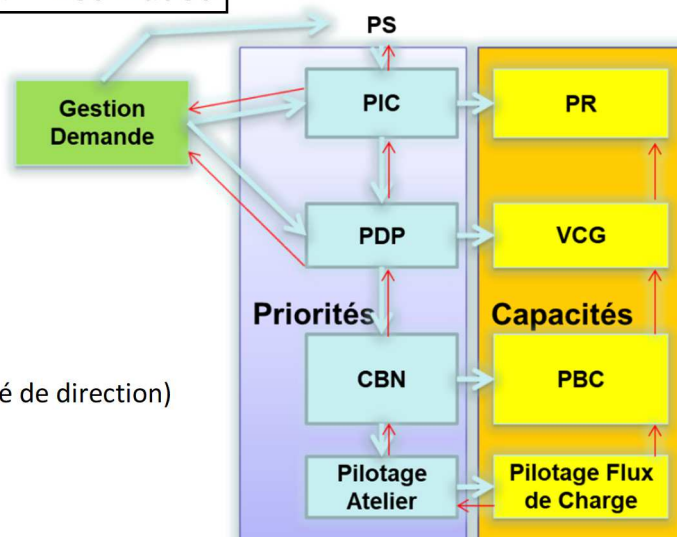 PS
Gestion
Demande
PIC
PR
PDP
VCG
Priorités
Capacités
CBN
PBC
é de direction)
Pilotage
Atelier
Pilotage Flux
de Charge